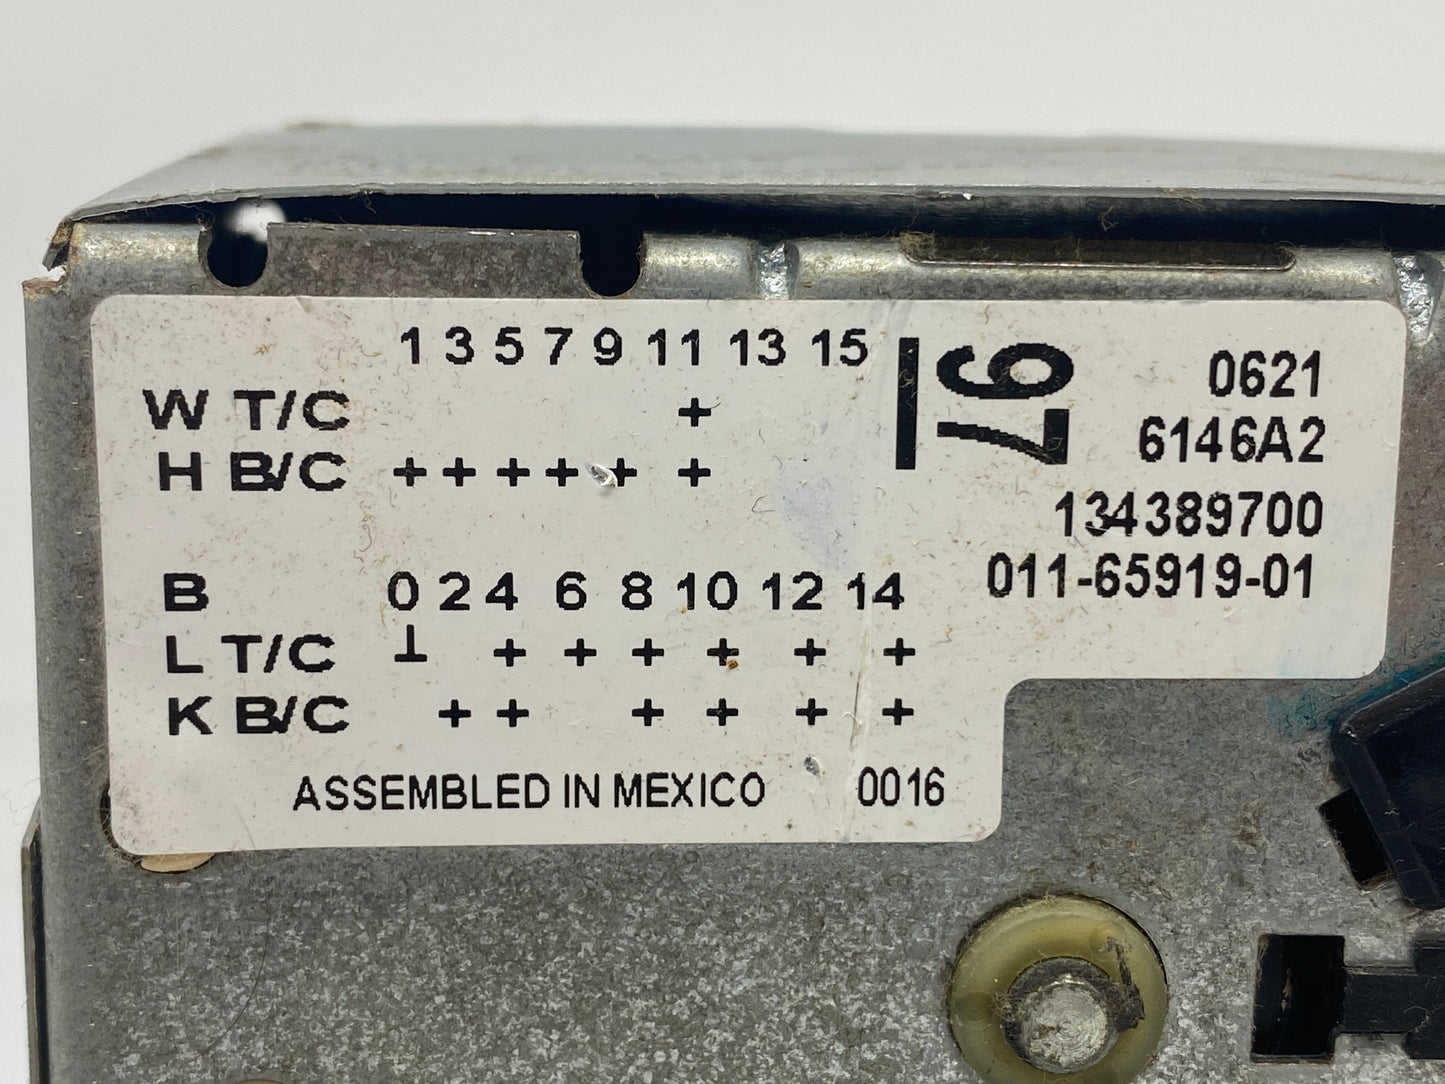 1 3 5 7 9 11 13 15
W T/C +
H B/C + + + + + +
B 0 2 4 6 8 10 12 14
L T/C ⊥ + + + + + +
K B/C + + + + + +
ASSEMBLED IN MEXICO 0016
76
0621
6146A2
134389700
011-65919-01